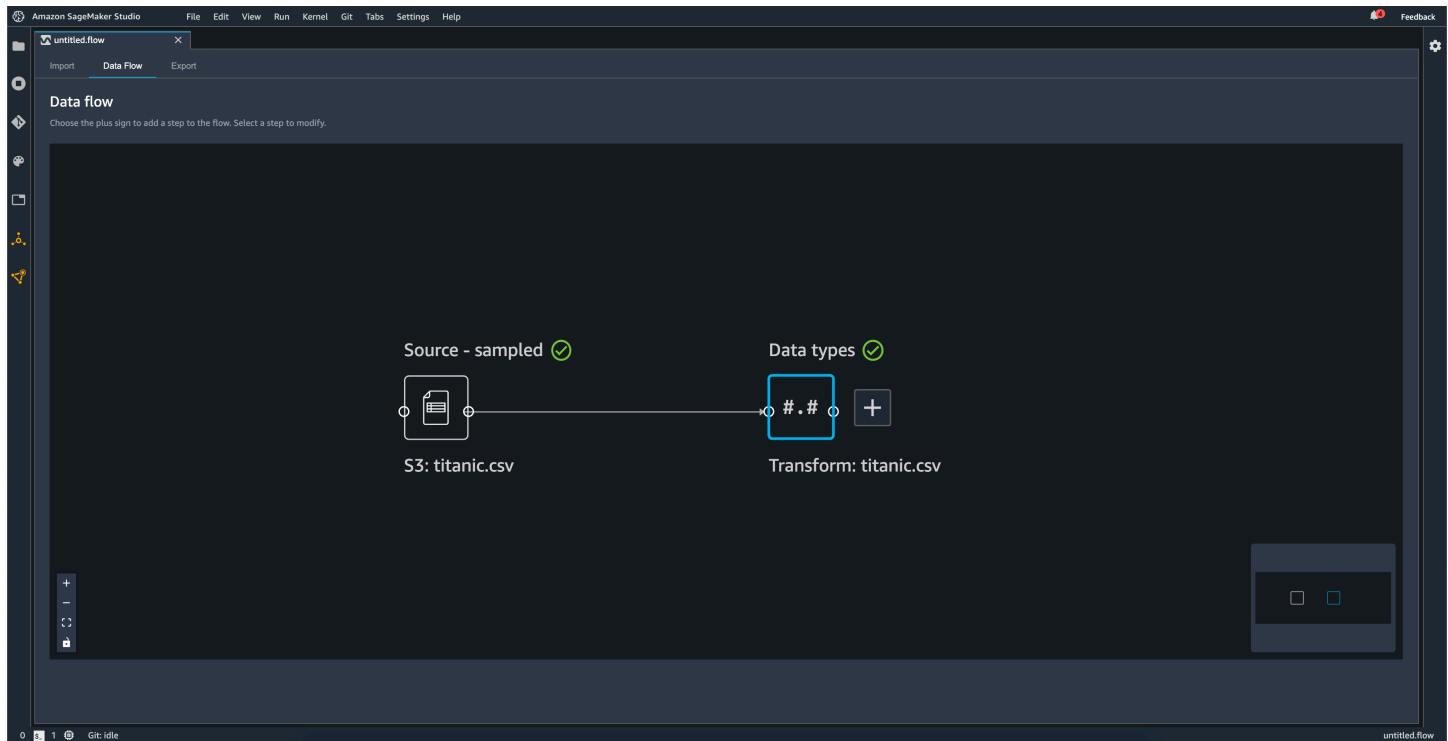 Amazon SageMaker Studio File Edit View Run Kernel Git Tabs Settings Help 4 Feedback
untitled.flow
Import Data Flow Export
Data flow
Choose the plus sign to add a step to the flow. Select a step to modify.
Source - sampled Data types
#.#
S3: titanic.csv Transform: titanic.csv
0 $_ 1 Git: idle untitled.flow